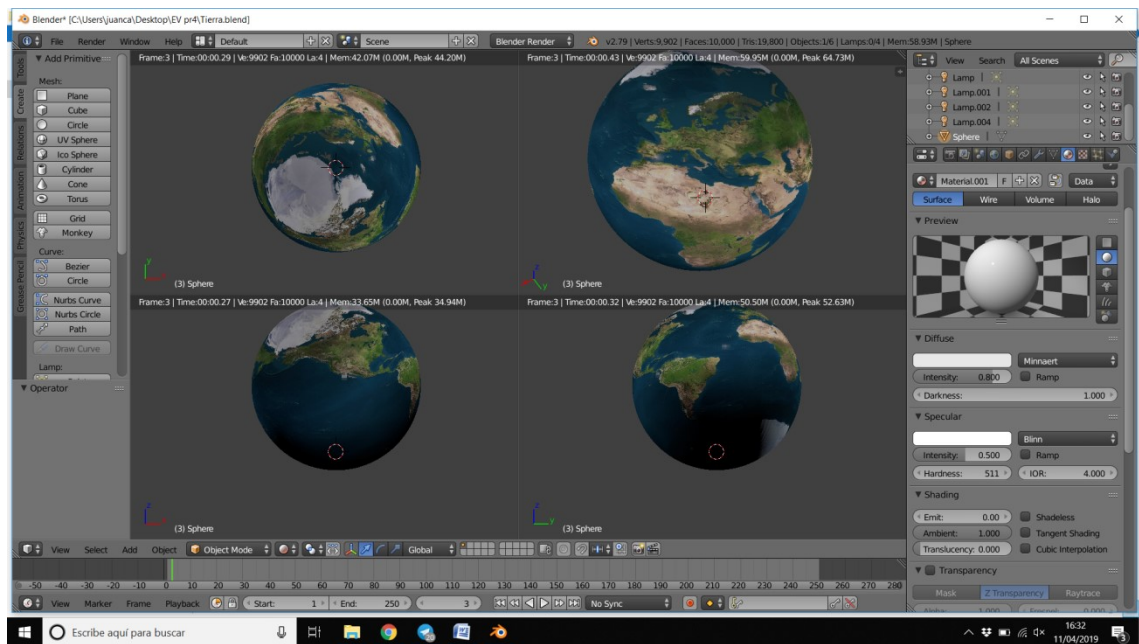 Blender* [C:\Users\juanca\Desktop\EV pr4\Tierra.blend]
File Render Window Help Default Scene Blender Render v2.79 | Verts:9,902 | Faces:10,000 | Tris:19,800 | Objects:1/6 | Lamps:0/4 | Mem:58.93M | Sphere
Tools
Create
Relations
Animation
Physics
Grease Pencil
Add Primitive
Mesh:
Plane
Cube
Circle
UV Sphere
Ico Sphere
Cylinder
Cone
Torus
Grid
Monkey
Curve:
Bezier
Circle
Nurbs Curve
Nurbs Circle
Path
Draw Curve
Lamp:
Operator
Frame:3 | Time:00:00.29 | Ve:9902 Fa:10000 La:4 | Mem:42.07M (0.00M, Peak 44.20M)
y
(3) Sphere
Frame:3 | Time:00:00.43 | Ve:9902 Fa:10000 La:4 | Mem:59.95M (0.00M, Peak 64.73M)
z
y
(3) Sphere
Frame:3 | Time:00:00.27 | Ve:9902 Fa:10000 La:4 | Mem:33.65M (0.00M, Peak 34.94M)
z
(3) Sphere
Frame:3 | Time:00:00.32 | Ve:9902 Fa:10000 La:4 | Mem:50.50M (0.00M, Peak 52.63M)
z
y
(3) Sphere
View Search All Scenes
Lamp
Lamp.001
Lamp.002
Lamp.004
Sphere
Material.001 F Data
Surface Wire Volume Halo
Preview
Diffuse
Minnaert
Intensity: 0.800 Ramp
Darkness: 1.000
Specular
Blinn
Intensity: 0.500 Ramp
Hardness: 511 IOR: 4.000
Shading
Emit: 0.00 Shadeless
Ambient: 1.000 Tangent Shading
Translucency: 0.000 Cubic Interpolation
Transparency
Mask Z Transparency Raytrace
Alpha: 1.000 Fresnel: 0.000
View Select Add Object Object Mode Global
-50 -40 -30 -20 -10 0 10 20 30 40 50 60 70 80 90 100 110 120 130 140 150 160 170 180 190 200 210 220 230 240 250 260 270 280
View Marker Frame Playback Start: 1 End: 250 3 No Sync
Escribe aquí para buscar
16:32
11/04/2019